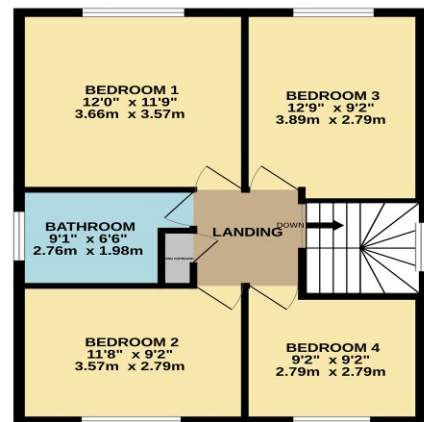 BEDROOM 1
12'0" x 11'9"
3.66m x 3.57m
BEDROOM 3
12'9" x 9'2"
3.89m x 2.79m
BATHROOM
9'1" x 6'6"
2.76m x 1.98m
LANDING
DOWN
BEDROOM 2
11'8" x 9'2"
3.57m x 2.79m
BEDROOM 4
9'2" x 9'2"
2.79m x 2.79m